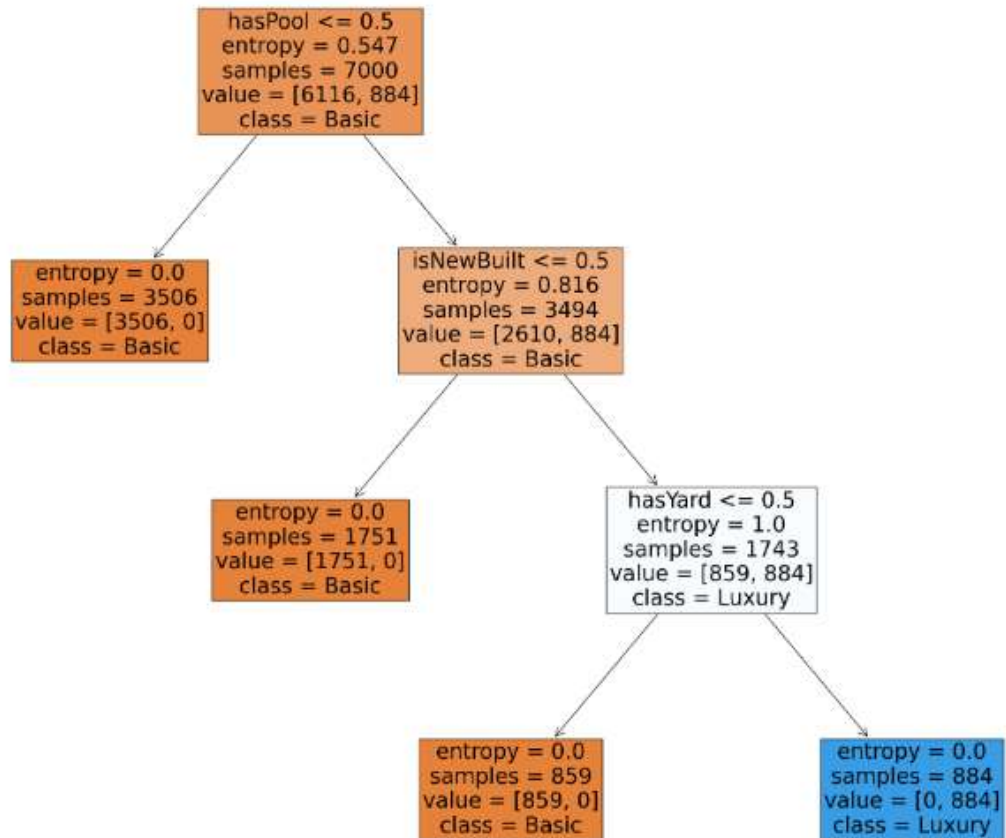 hasPool <= 0.5
entropy = 0.547
samples = 7000
value = [6116, 884]
class = Basic
entropy = 0.0
samples = 3506
value = [3506, 0]
class = Basic
isNewBuilt <= 0.5
entropy = 0.816
samples = 3494
value = [2610, 884]
class = Basic
entropy = 0.0
samples = 1751
value = [1751, 0]
class = Basic
hasYard <= 0.5
entropy = 1.0
samples = 1743
value = [859, 884]
class = Luxury
entropy = 0.0
samples = 859
value = [859, 0]
class = Basic
entropy = 0.0
samples = 884
value = [0, 884]
class = Luxury